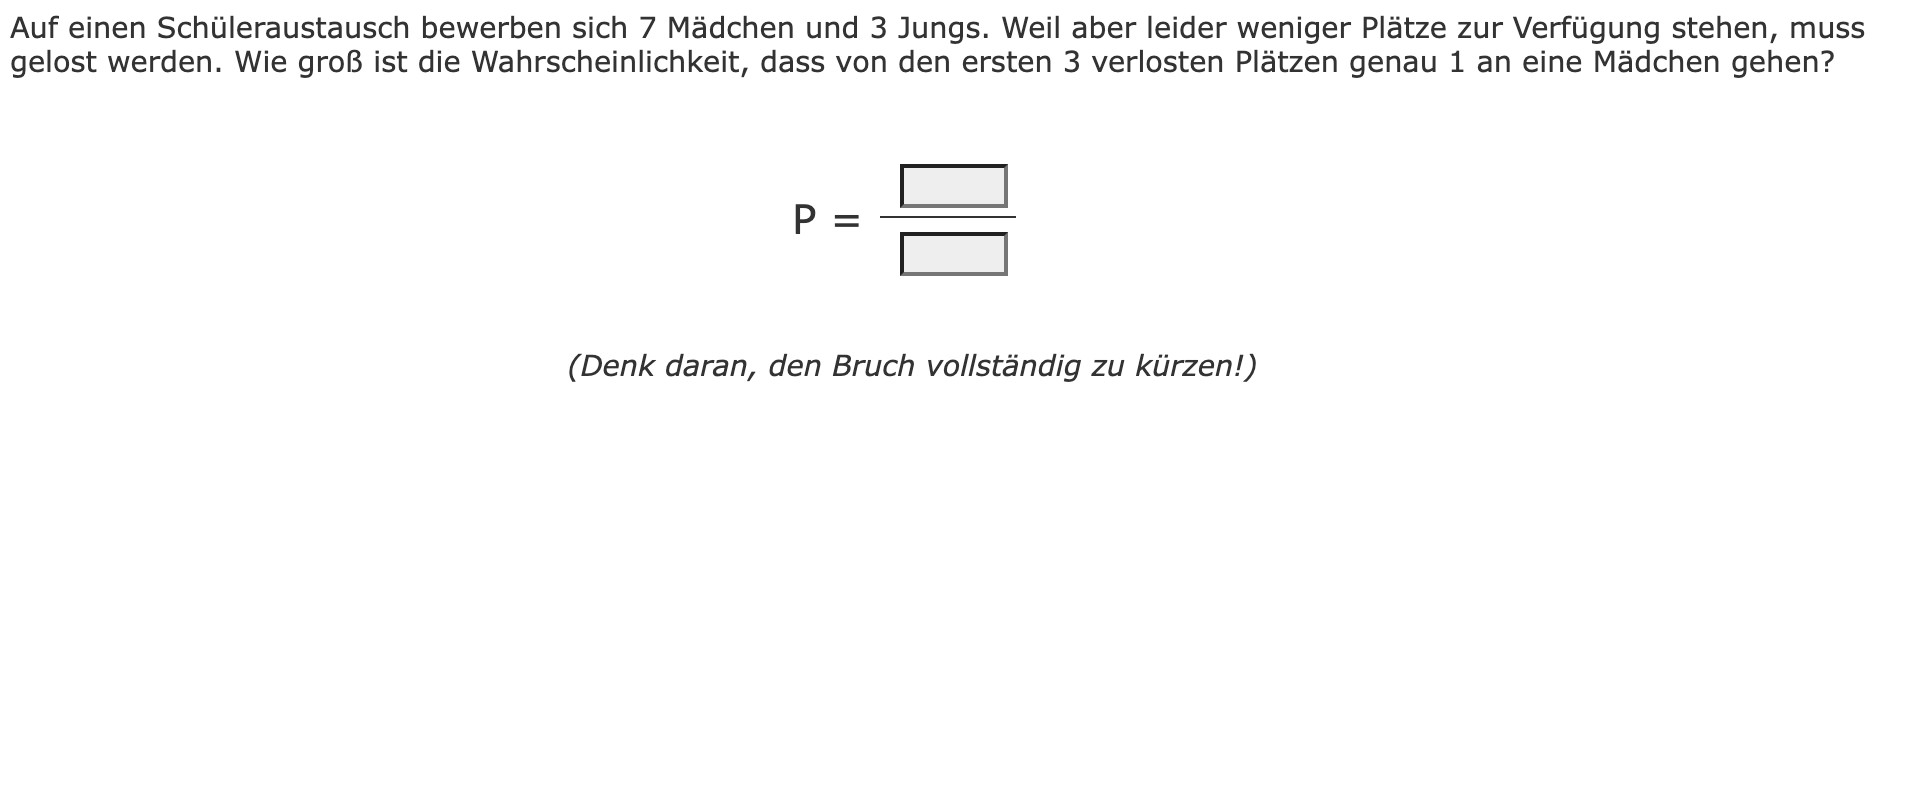 Auf einen Schüleraustausch bewerben sich 7 Mädchen und 3 Jungs. Weil aber leider weniger Plätze zur Verfügung stehen, muss
gelost werden. Wie groß ist die Wahrscheinlichkeit, dass von den ersten 3 verlosten Plätzen genau 1 an eine Mädchen gehen?
P =
(Denk daran, den Bruch vollständig zu kürzen!)